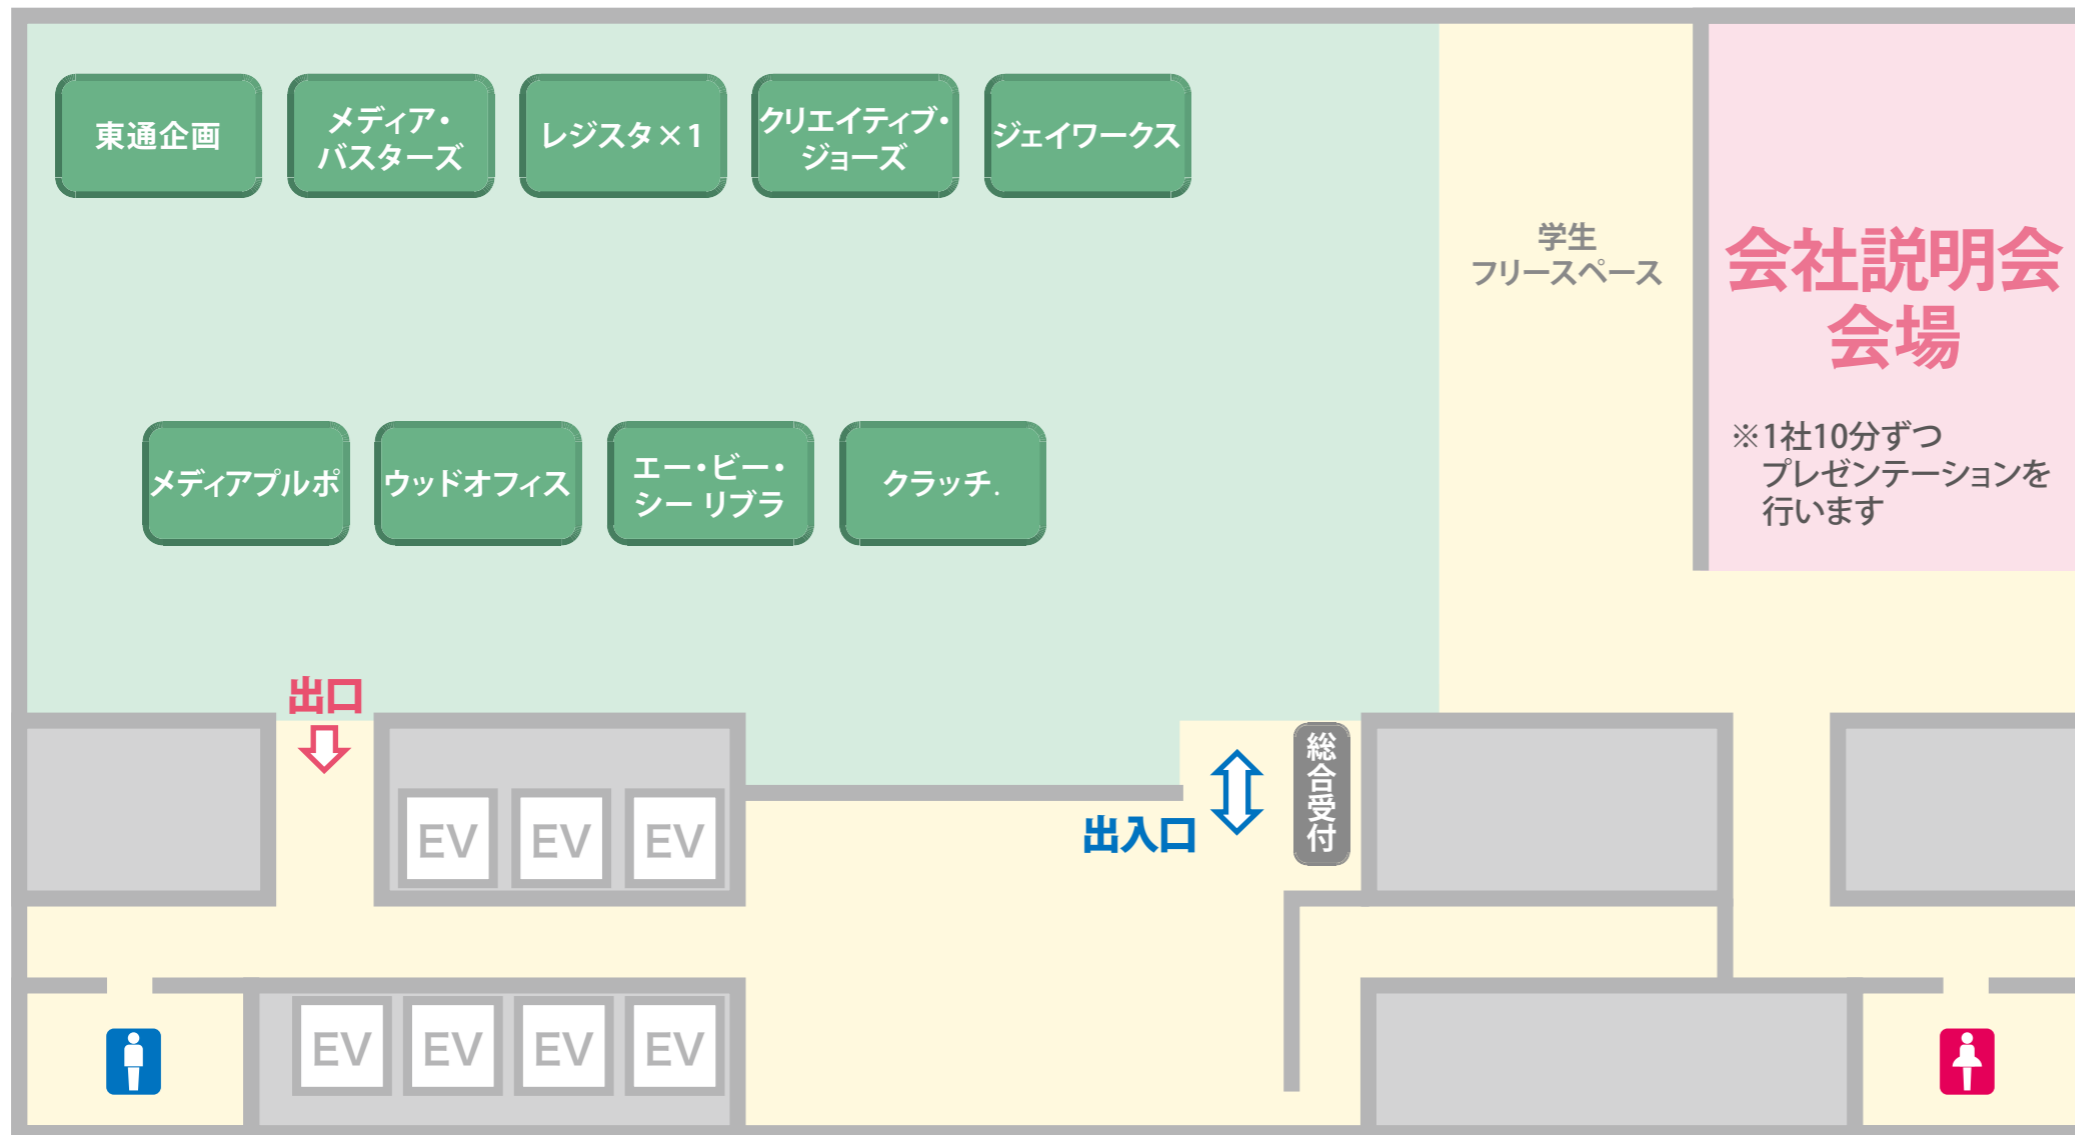 東通企画
メディア・
バスターズ
レジスタ×1
クリエイティブ・
ジョーズ
ジェイワークス
学生
フリースペース
会社説明会
会場
※1社10分ずつ
プレゼンテーションを
行います
メディアプルポ
ウッドオフィス
エー・ビー・
シー リブラ
クラッチ.
出口
総合受付
出入口
EV
EV
EV
EV
EV
EV
EV